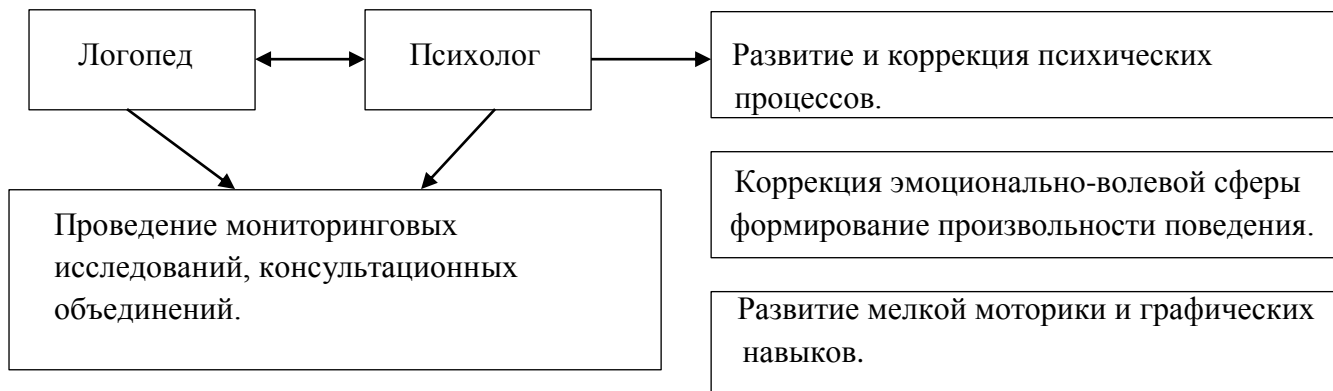 Логопед
Психолог
Развитие и коррекция психических
процессов.
Коррекция эмоционально-волевой сферы
формирование произвольности поведения.
Проведение мониторинговых
исследований, консультационных
объединений.
Развитие мелкой моторики и графических
навыков.